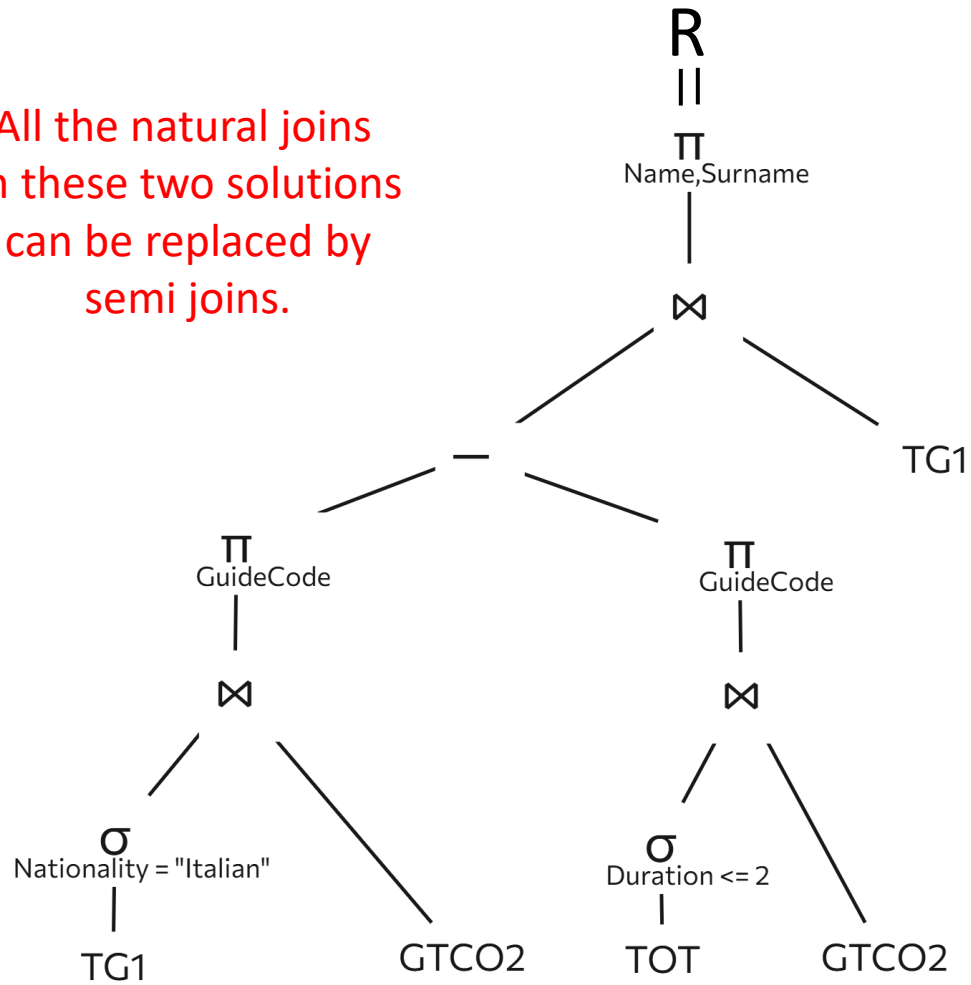 R
=
π
Name,Surname
All the natural joins
n these two solutions
can be replaced by
semi joins.
⋈
−
TG1
π
GuideCode
π
GuideCode
⋈
⋈
σ
Nationality = "Italian"
σ
Duration <= 2
TG1
GTCO2
TOT
GTCO2